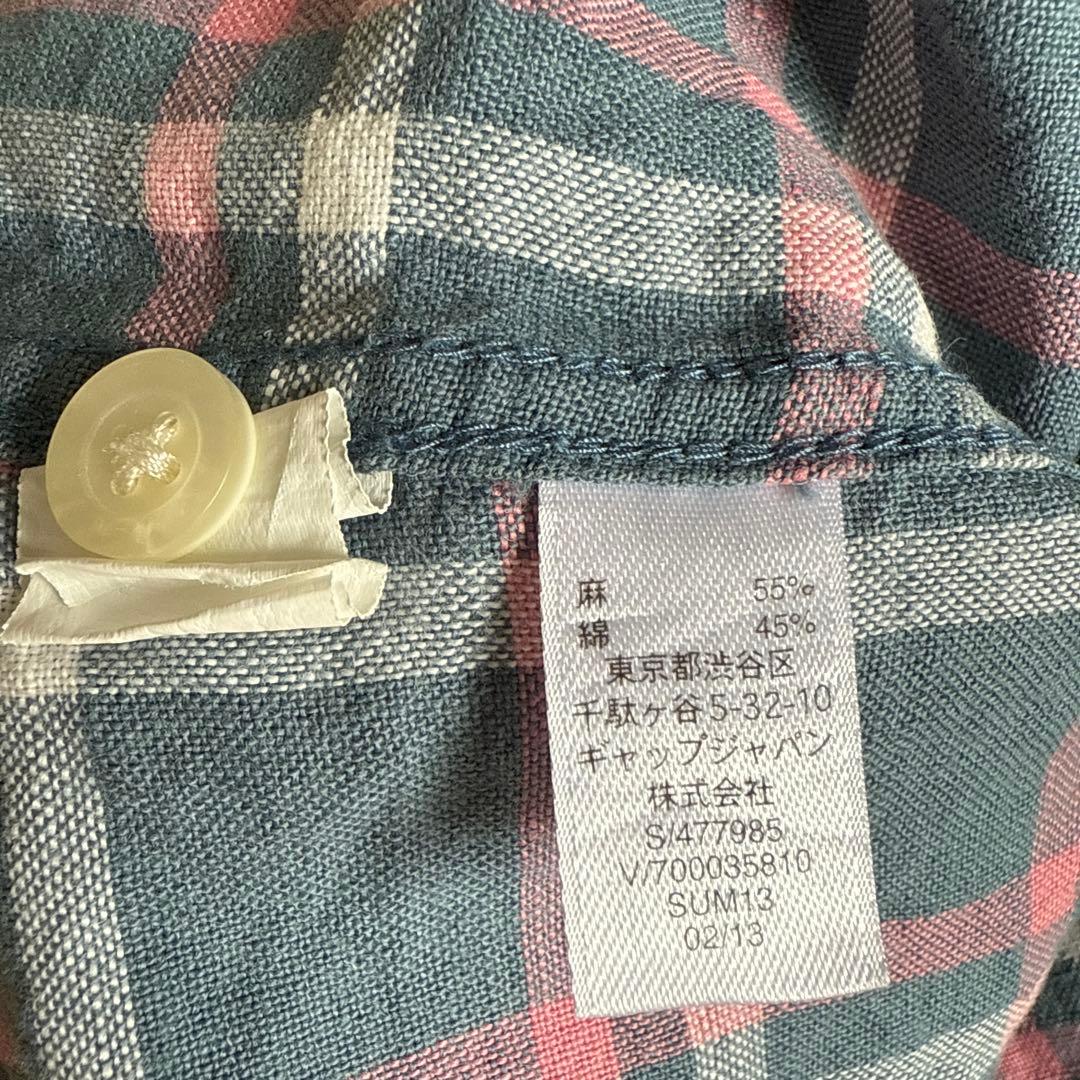 麻 55%
綿 45%
東京都渋谷区
千駄ヶ谷5-32-10
ギャップジャパン
株式会社
S/477985
V/700035810
SUM13
02/13